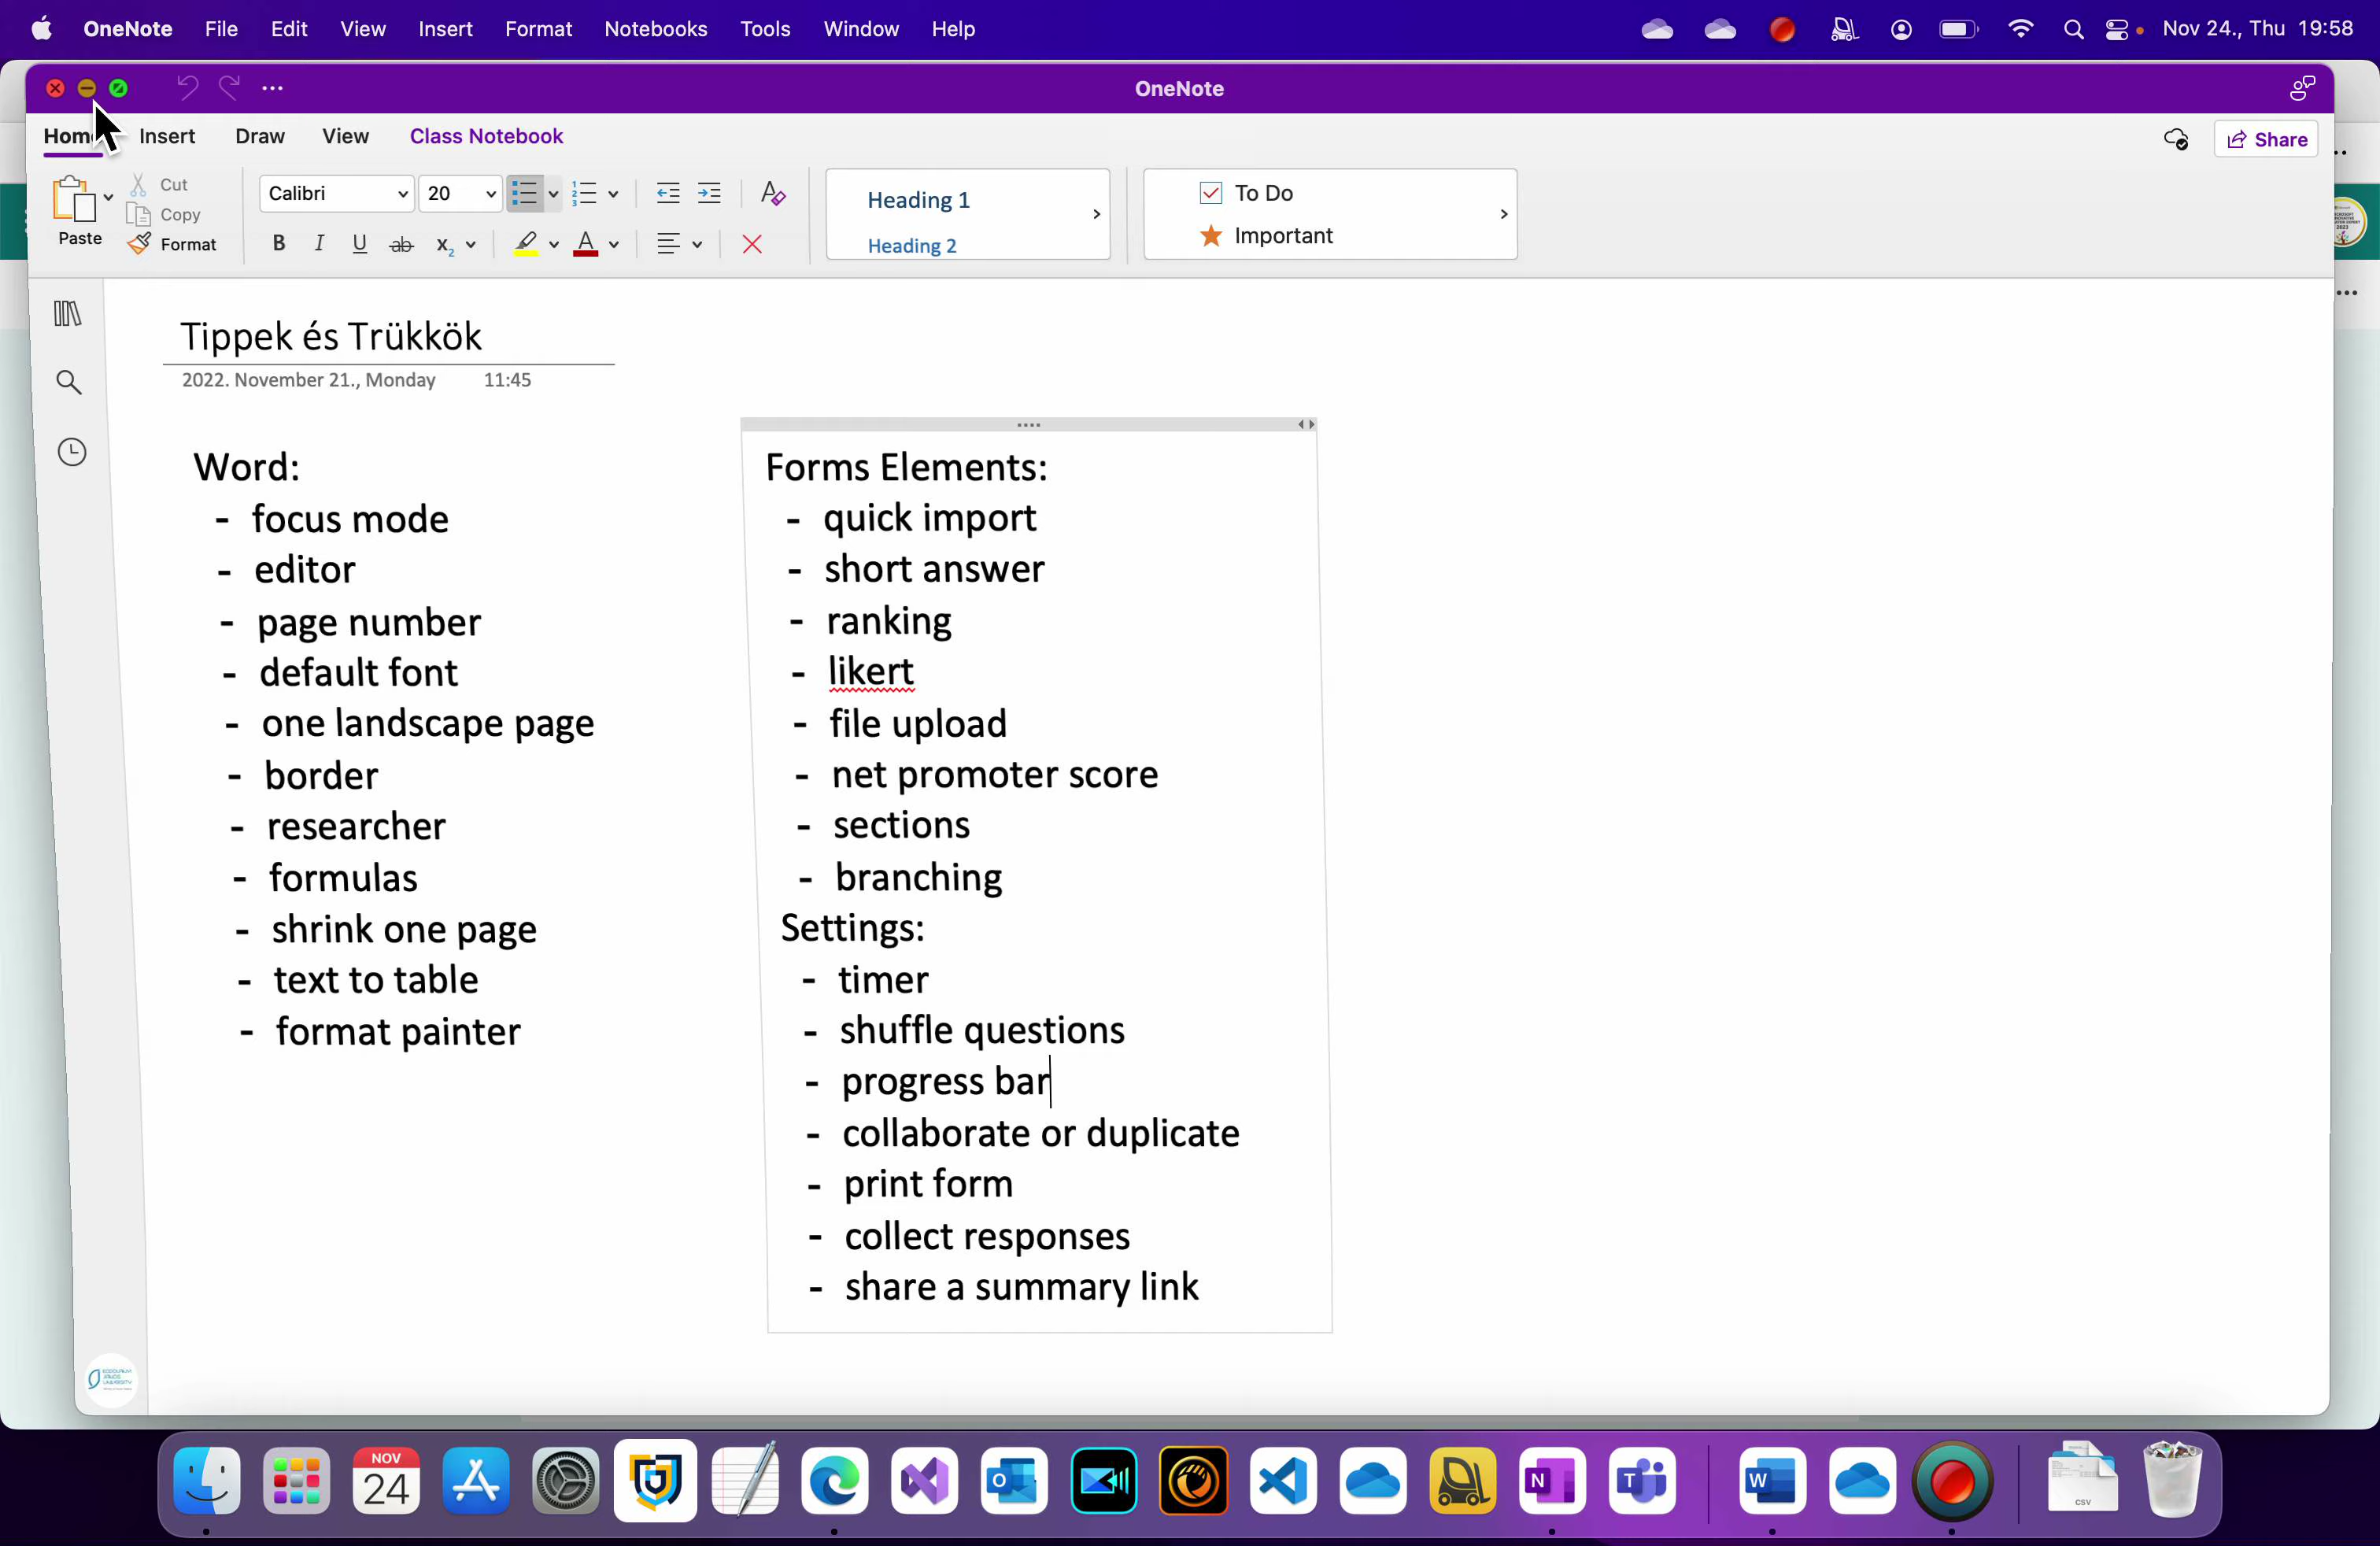 OneNote File Edit View Insert Format Notebooks Tools Window Help Nov 24., Thu 19:58
OneNote
Home Insert Draw View Class Notebook Share
Paste
Cut
Copy
Format
Calibri 20
B I U ab x2 A
Heading 1
Heading 2
To Do
Important
Tippek és Trükkök
2022. November 21., Monday 11:45
Word:
- focus mode
- editor
- page number
- default font
- one landscape page
- border
- researcher
- formulas
- shrink one page
- text to table
- format painter
Forms Elements:
- quick import
- short answer
- ranking
- likert
- file upload
- net promoter score
- sections
- branching
Settings:
- timer
- shuffle questions
- progress bar
- collaborate or duplicate
- print form
- collect responses
- share a summary link
NOV
24
CSV